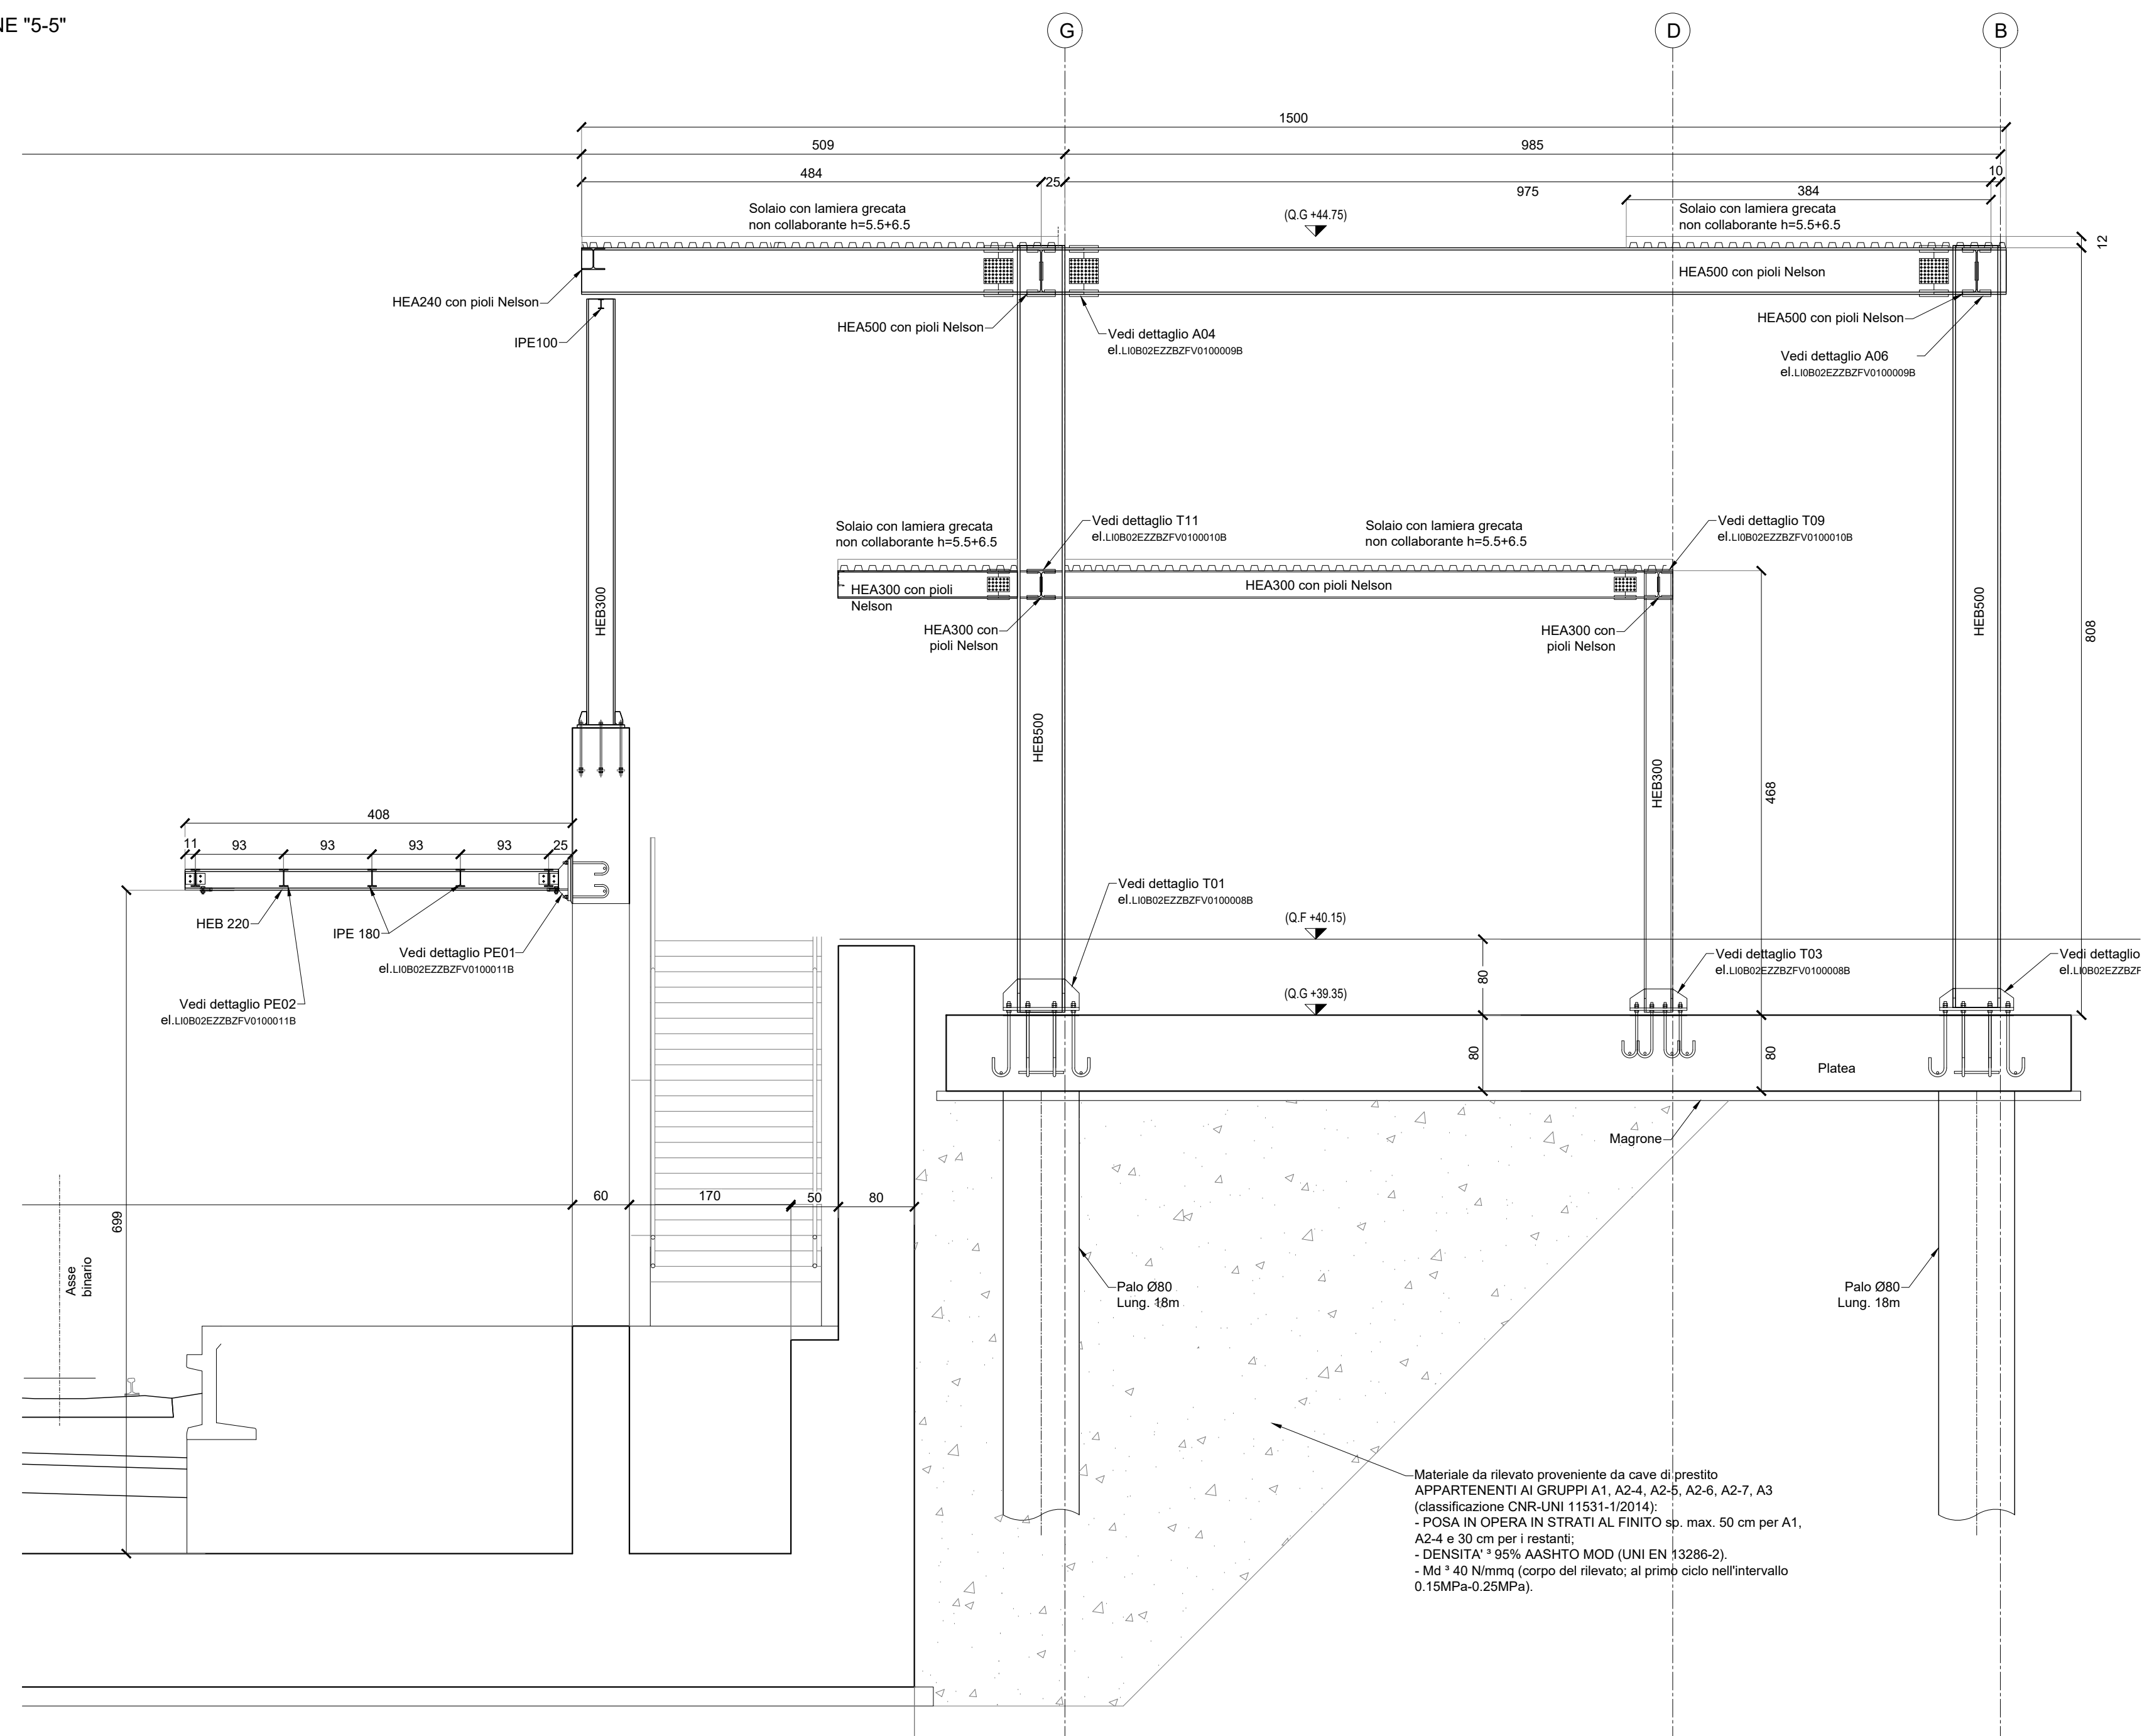 NE "5-5"
G
D
B
1500
509
985
484
25
975
10
384
Solaio con lamiera grecata
non collaborante h=5.5+6.5
(Q.G +44.75)
Solaio con lamiera grecata
non collaborante h=5.5+6.5
12
HEA500 con pioli Nelson
HEA240 con pioli Nelson
HEA500 con pioli Nelson
HEA500 con pioli Nelson
IPE100
Vedi dettaglio A04
el.LI0B02EZZBZFV0100009B
Vedi dettaglio A06
el.LI0B02EZZBZFV0100009B
Solaio con lamiera grecata
non collaborante h=5.5+6.5
Vedi dettaglio T11
el.LI0B02EZZBZFV0100010B
Solaio con lamiera grecata
non collaborante h=5.5+6.5
Vedi dettaglio T09
el.LI0B02EZZBZFV0100010B
HEA300 con pioli
Nelson
HEA300 con pioli Nelson
HEA300 con
pioli Nelson
HEA300 con
pioli Nelson
HEB300
HEB500
808
HEB500
HEB300
468
408
11
93
93
93
93
25
HEB 220
IPE 180
Vedi dettaglio PE01
el.LI0B02EZZBZFV0100011B
Vedi dettaglio PE02
el.LI0B02EZZBZFV0100011B
Vedi dettaglio T01
el.LI0B02EZZBZFV0100008B
(Q.F +40.15)
80
Vedi dettaglio T03
el.LI0B02EZZBZFV0100008B
Vedi dettaglio
el.LI0B02EZZBZF
(Q.G +39.35)
80
80
Platea
Magrone
60
170
50
80
699
Asse
binario
Palo Ø80
Lung. 18m
Palo Ø80
Lung. 18m
Materiale da rilevato proveniente da cave di prestito
APPARTENENTI AI GRUPPI A1, A2-4, A2-5, A2-6, A2-7, A3
(classificazione CNR-UNI 11531-1/2014):
- POSA IN OPERA IN STRATI AL FINITO sp. max. 50 cm per A1,
A2-4 e 30 cm per i restanti;
- DENSITA' ³ 95% AASHTO MOD (UNI EN 13286-2).
- Md ³ 40 N/mmq (corpo del rilevato; al primo ciclo nell'intervallo
0.15MPa-0.25MPa).